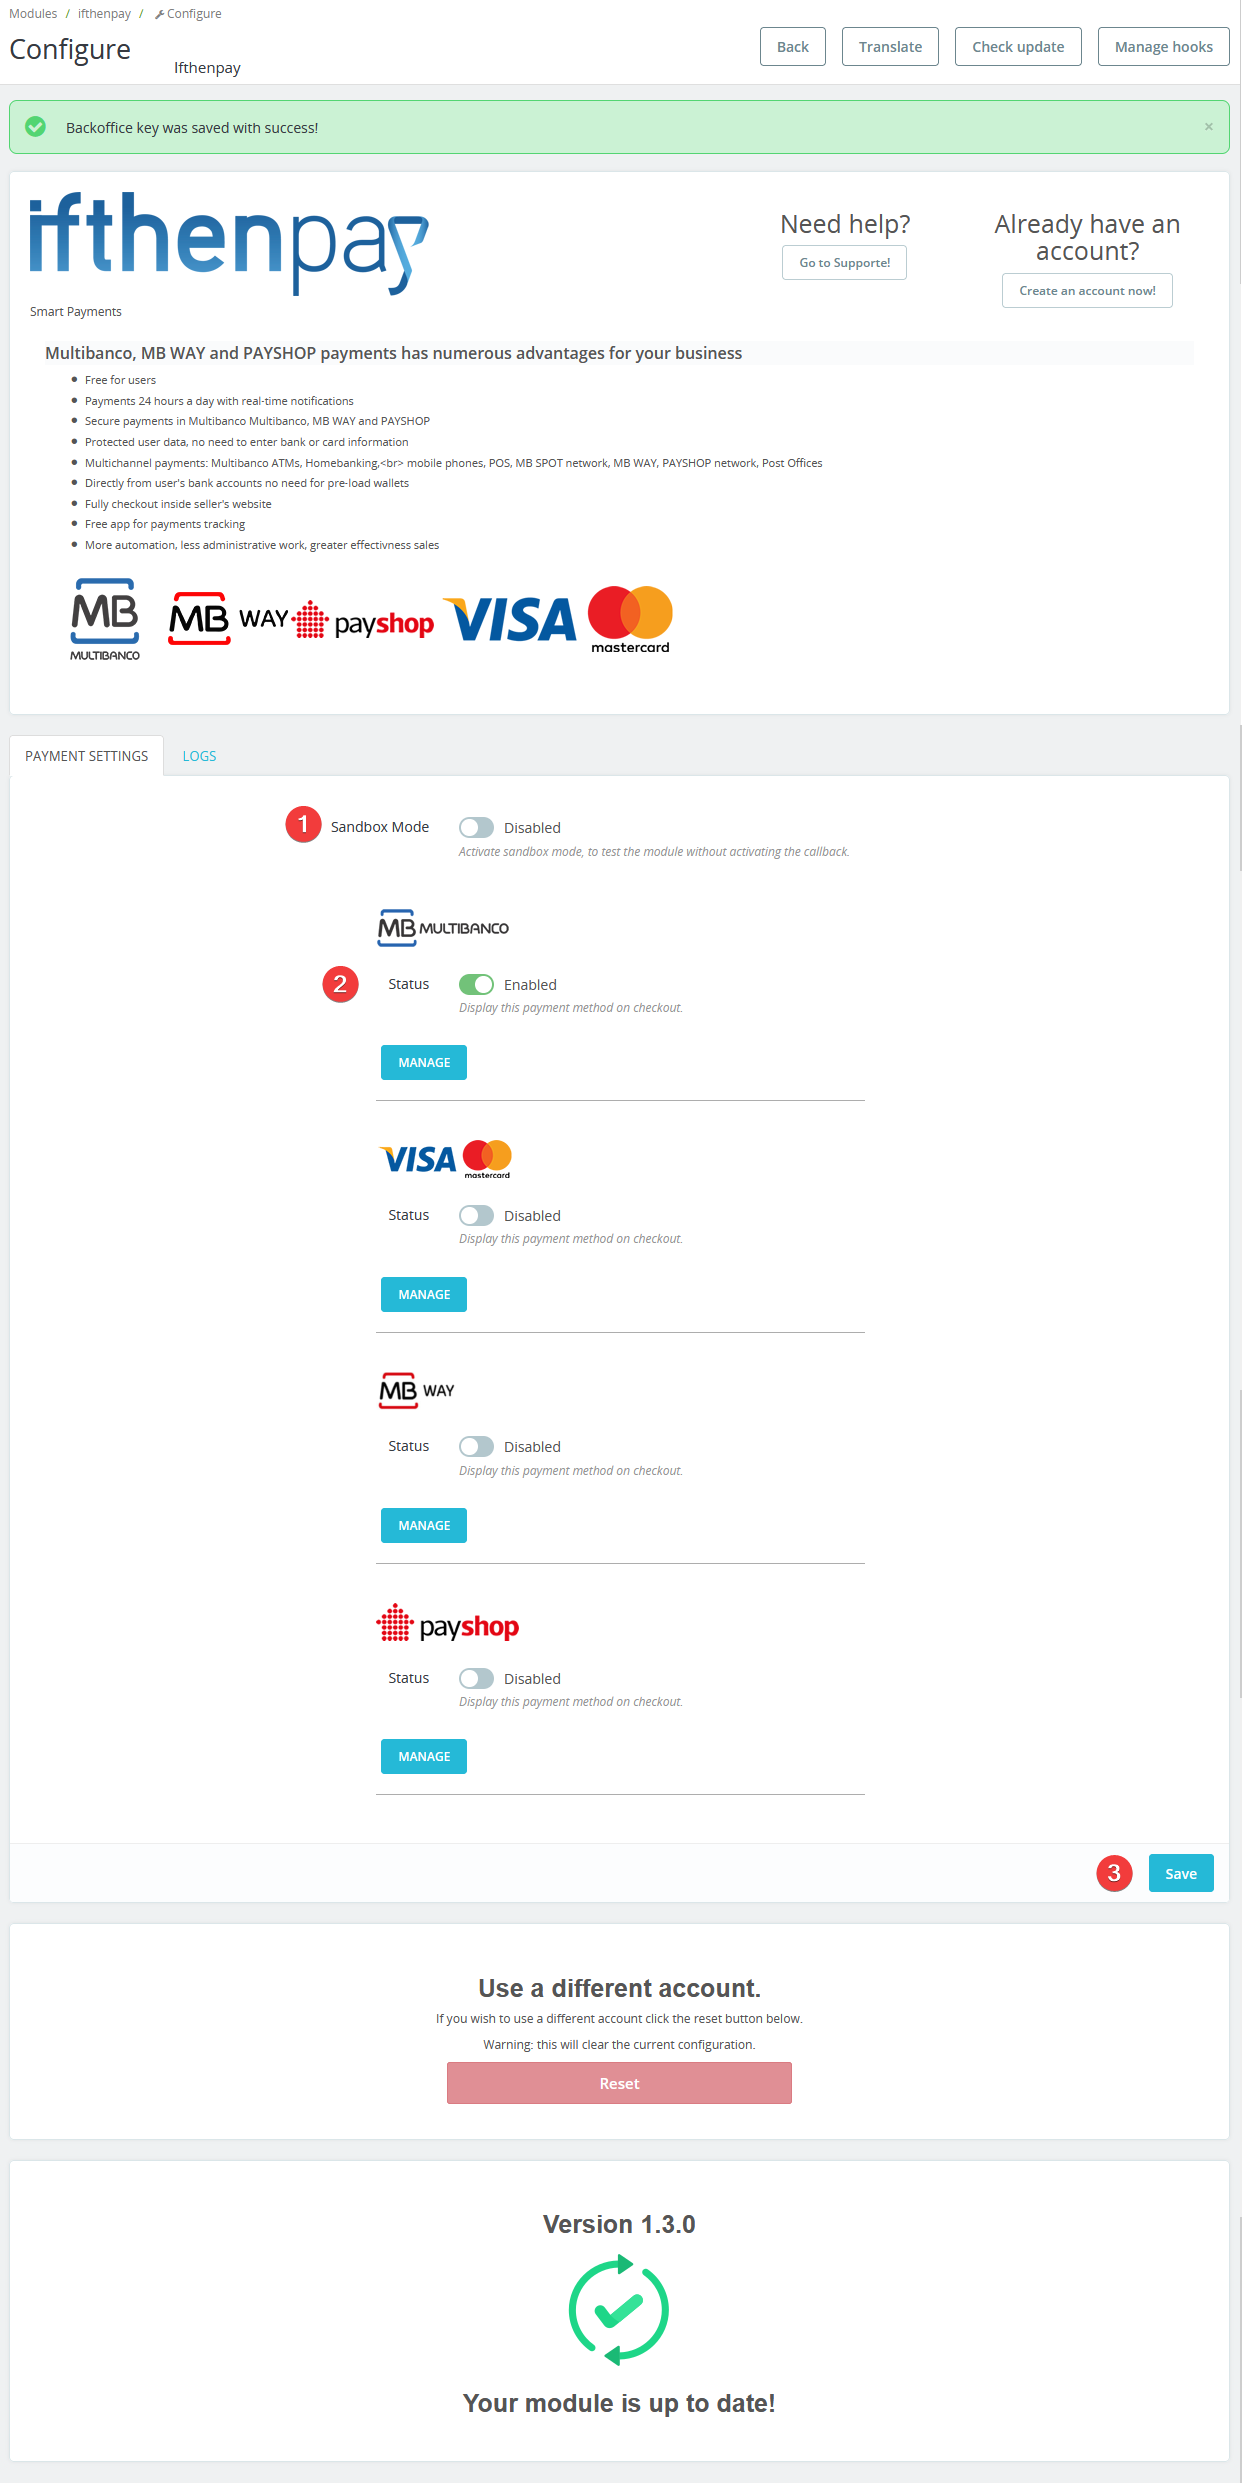 Modules / ifthenpay / Configure
Configure
Ifthenpay
Back
Translate
Check update
Manage hooks
Backoffice key was saved with success!
×
ifthenpay
Need help?
Go to Supporte!
Already have an
account?
Create an account now!
Smart Payments
Multibanco, MB WAY and PAYSHOP payments has numerous advantages for your business
Free for users
Payments 24 hours a day with real-time notifications
Secure payments in Multibanco Multibanco, MB WAY and PAYSHOP
Protected user data, no need to enter bank or card information
Multichannel payments: Multibanco ATMs, Homebanking,<br> mobile phones, POS, MB SPOT network, MB WAY, PAYSHOP network, Post Offices
Directly from user's bank accounts no need for pre-load wallets
Fully checkout inside seller's website
Free app for payments tracking
More automation, less administrative work, greater effectivness sales
MB MULTIBANCO
MB WAY
payshop
VISA
mastercard
PAYMENT SETTINGS
LOGS
1 Sandbox Mode Disabled
Activate sandbox mode, to test the module without activating the callback.
MB MULTIBANCO
2 Status Enabled
Display this payment method on checkout.
MANAGE
VISA mastercard
Status Disabled
Display this payment method on checkout.
MANAGE
MB WAY
Status Disabled
Display this payment method on checkout.
MANAGE
payshop
Status Disabled
Display this payment method on checkout.
MANAGE
3 Save
Use a different account.
If you wish to use a different account click the reset button below.
Warning: this will clear the current configuration.
Reset
Version 1.3.0
Your module is up to date!